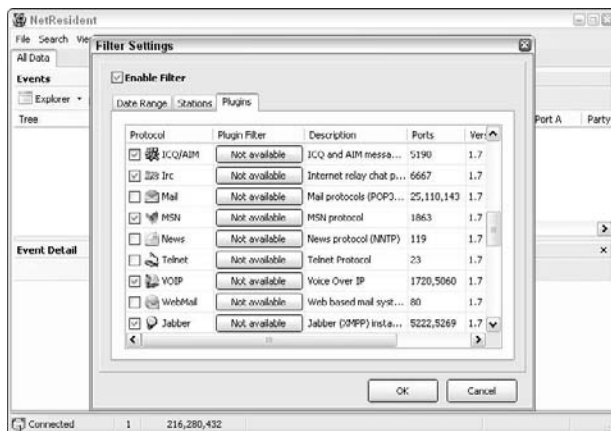 NetResident
File Search
All Data
Events
Explorer
Tree
Port A Party
Event Detail
Filter Settings
Enable Filter
Date Range Stations Plugins
Protocol Plugin Filter Description Ports
ICQ/AIM Not available ICQ and AIM messa... 5190 1.7
Irc Not available Internet relay chat p... 6667 1.7
Mail Not available Mail protocols (POP3... 25,110,143 1.7
MSN Not available MSN protocol 1863 1.7
News Not available News protocol (NNTP) 119 1.7
Telnet Not available Telnet Protocol 23 1.7
VOIP Not available Voice Over IP 1720,5060 1.7
WebMail Not available Web based mail syst... 80 1.7
Jabber Not available Jabber (XMPP) insta... 5222,5269 1.7
OK Cancel
Connected 1 216,280,432